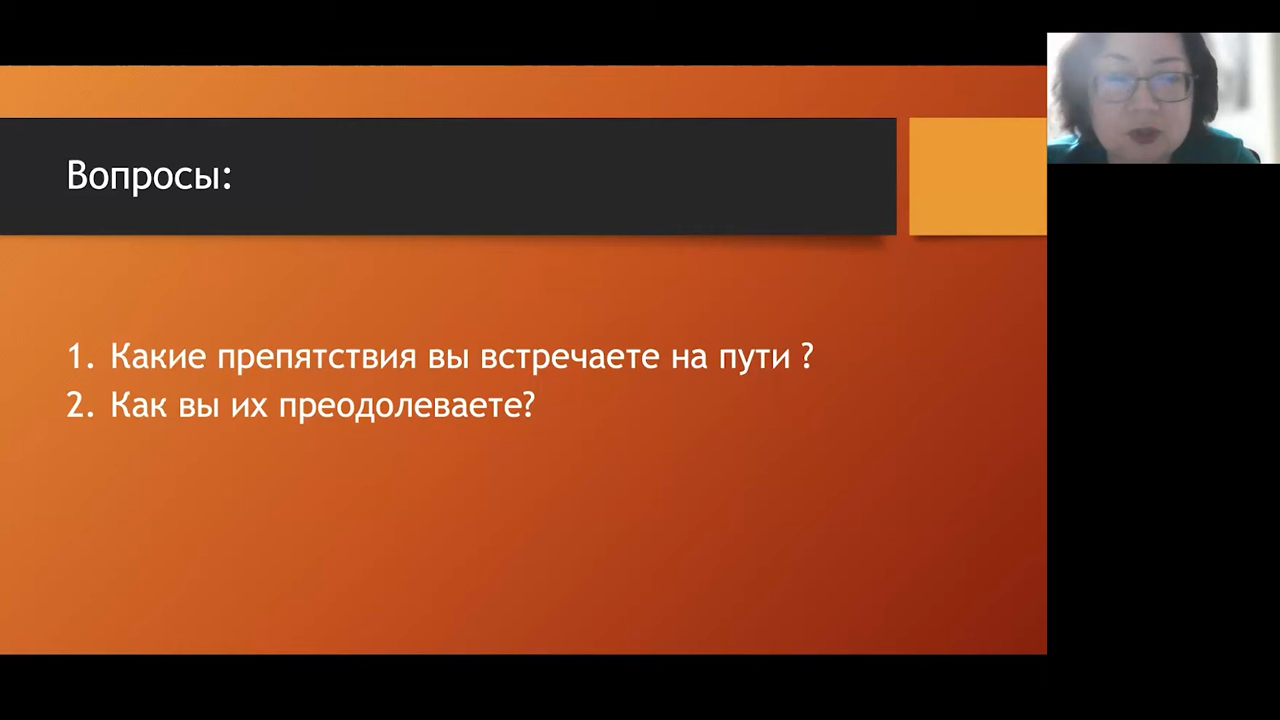 Вопросы:
1. Какие препятствия вы встречаете на пути ?
2. Как вы их преодолеваете?